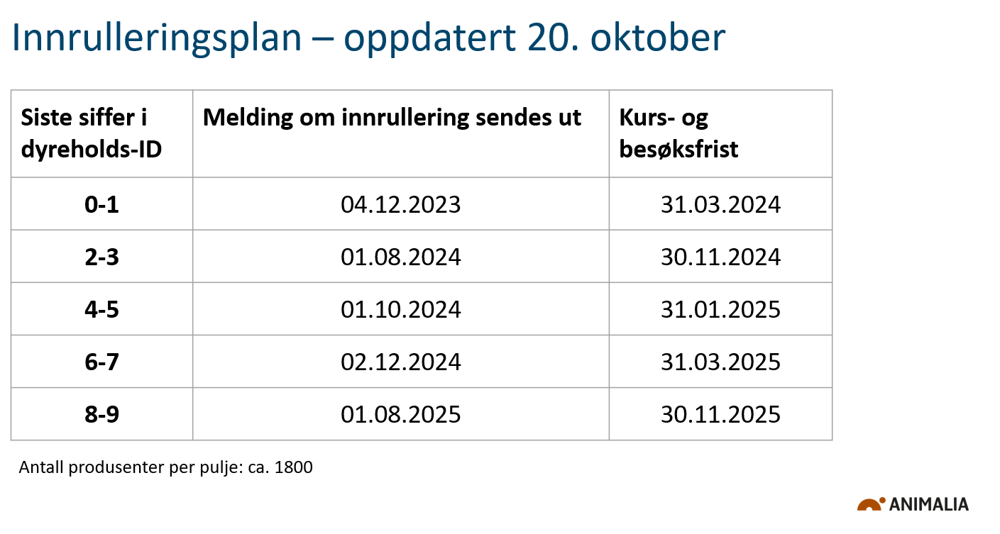 Innrulleringsplan – oppdatert 20. oktober
Siste siffer i
dyreholds-ID
Melding om innrullering sendes ut
Kurs- og
besøksfrist
0-1
04.12.2023
31.03.2024
2-3
01.08.2024
30.11.2024
4-5
01.10.2024
31.01.2025
6-7
02.12.2024
31.03.2025
8-9
01.08.2025
30.11.2025
Antall produsenter per pulje: ca. 1800
ANIMALIA